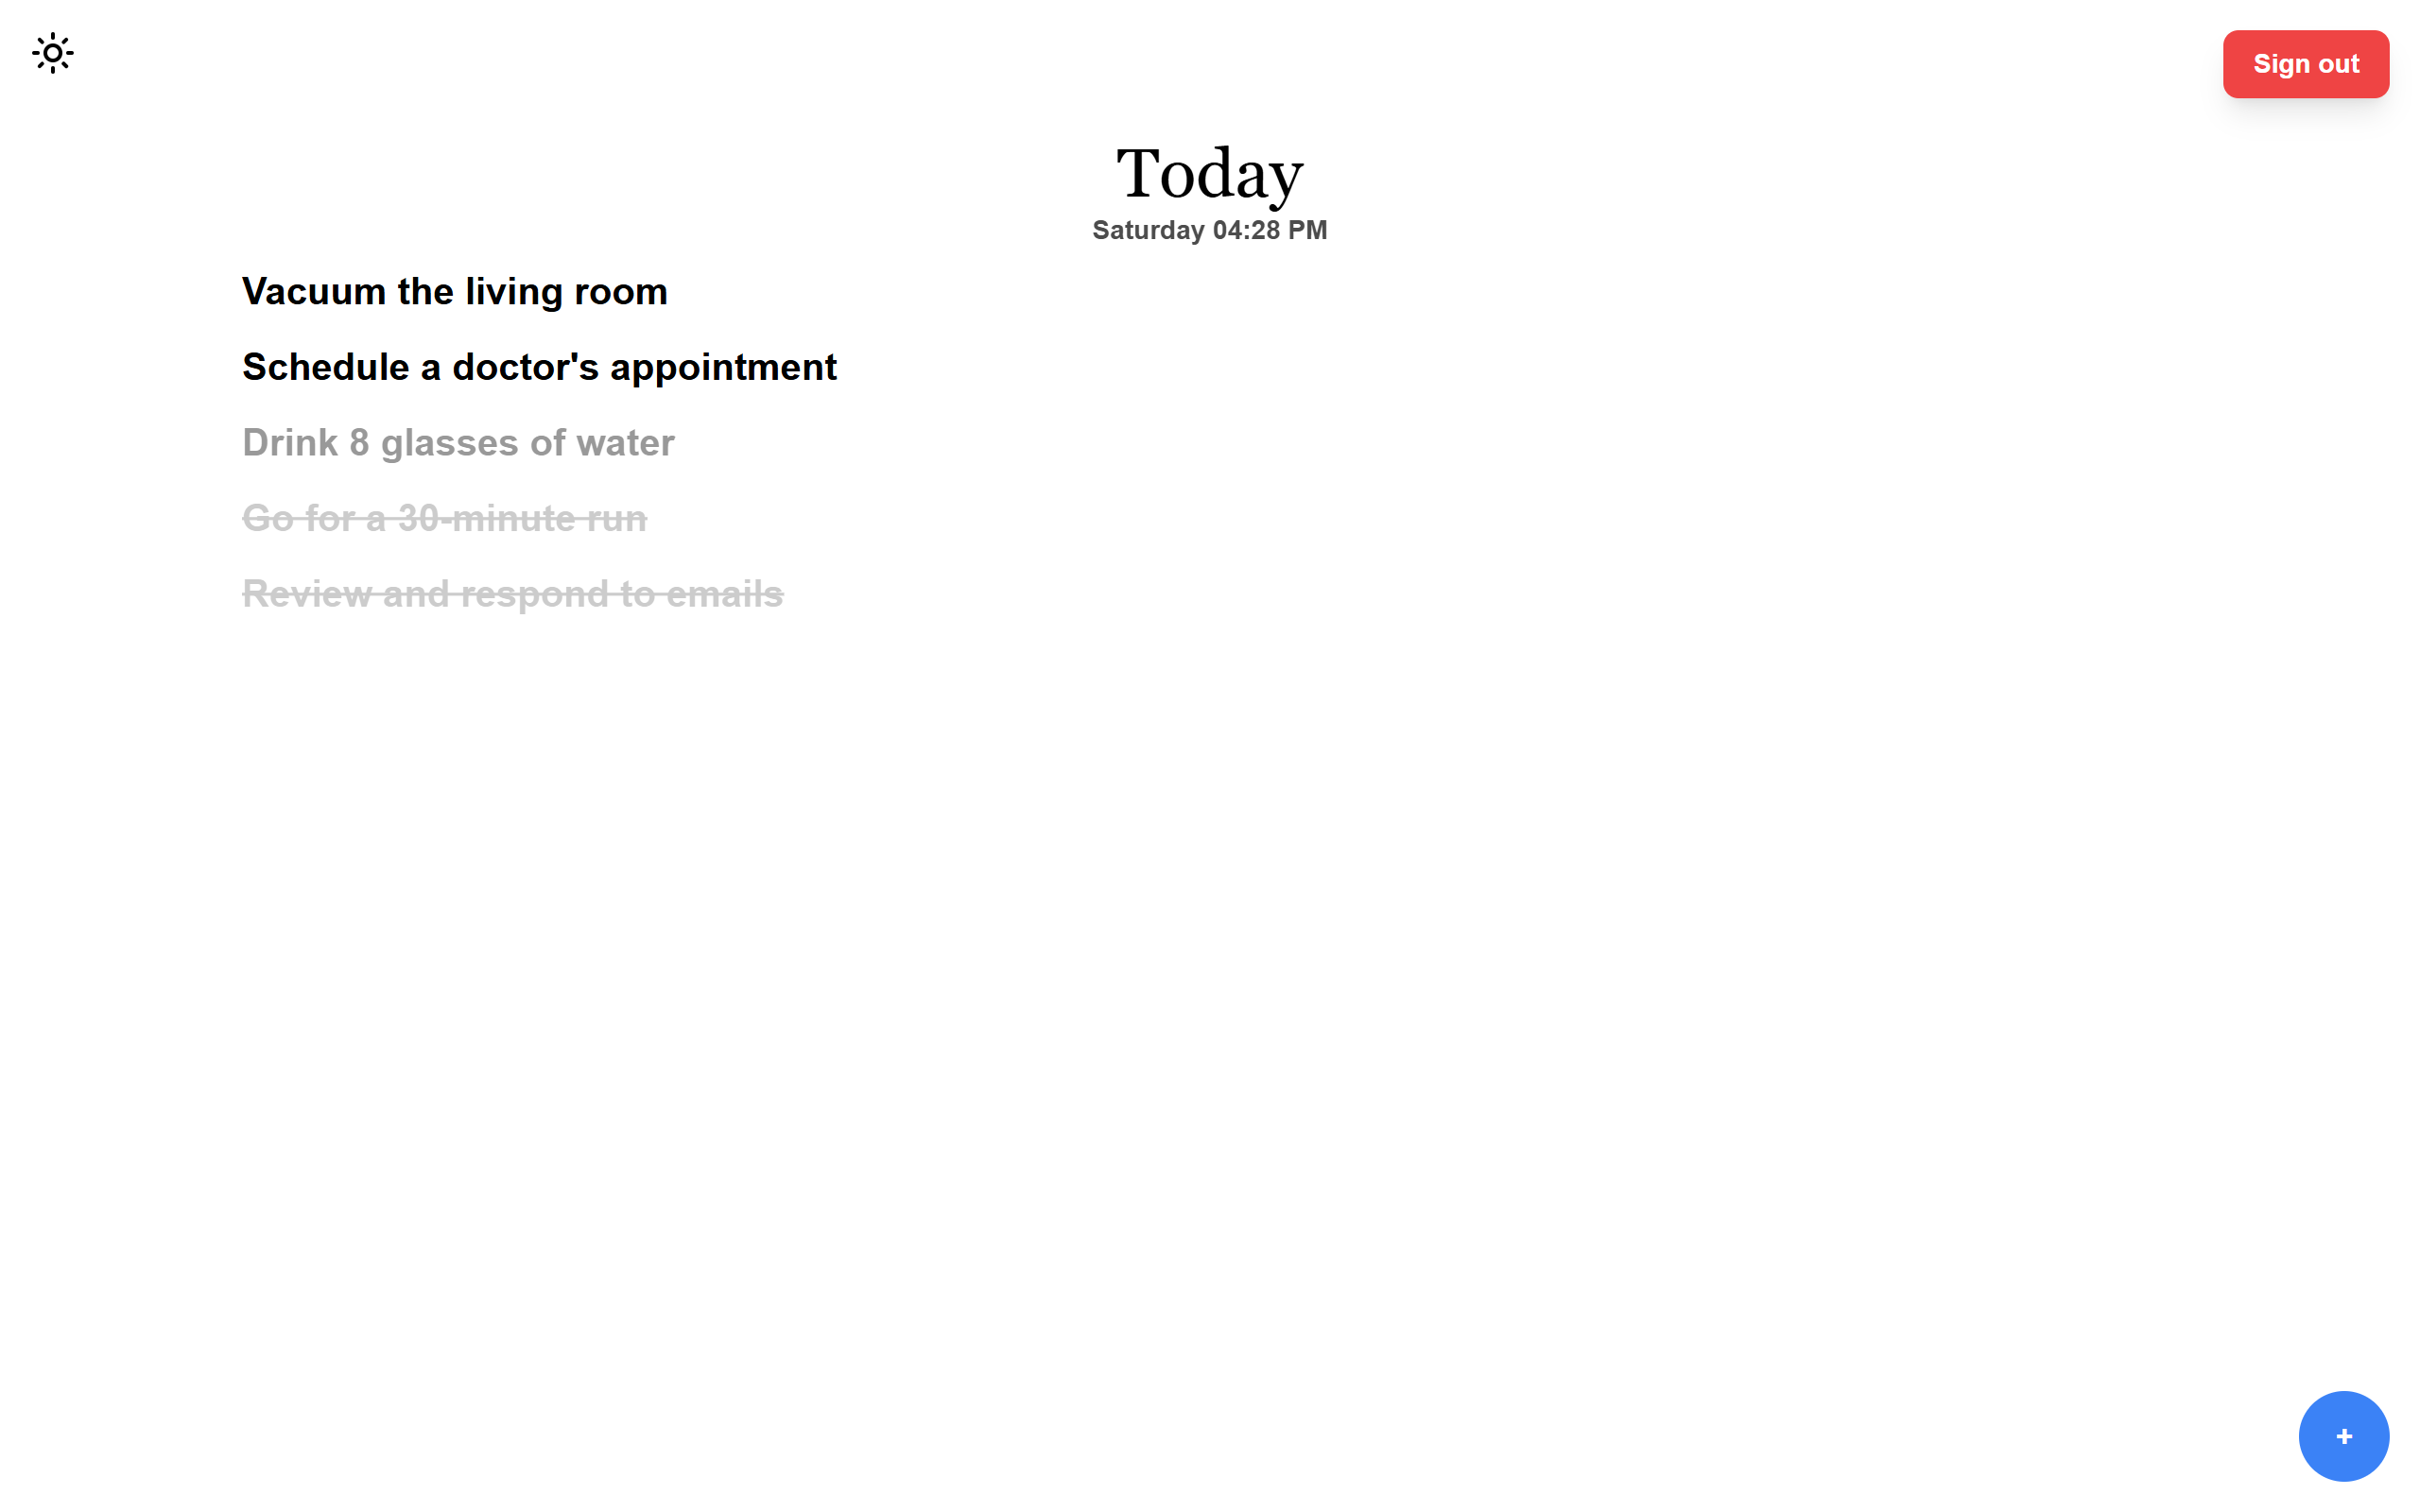 Sign out
Today
Saturday 04:28 PM
Vacuum the living room
Schedule a doctor's appointment
Drink 8 glasses of water
Go for a 30-minute run
Review and respond to emails
+